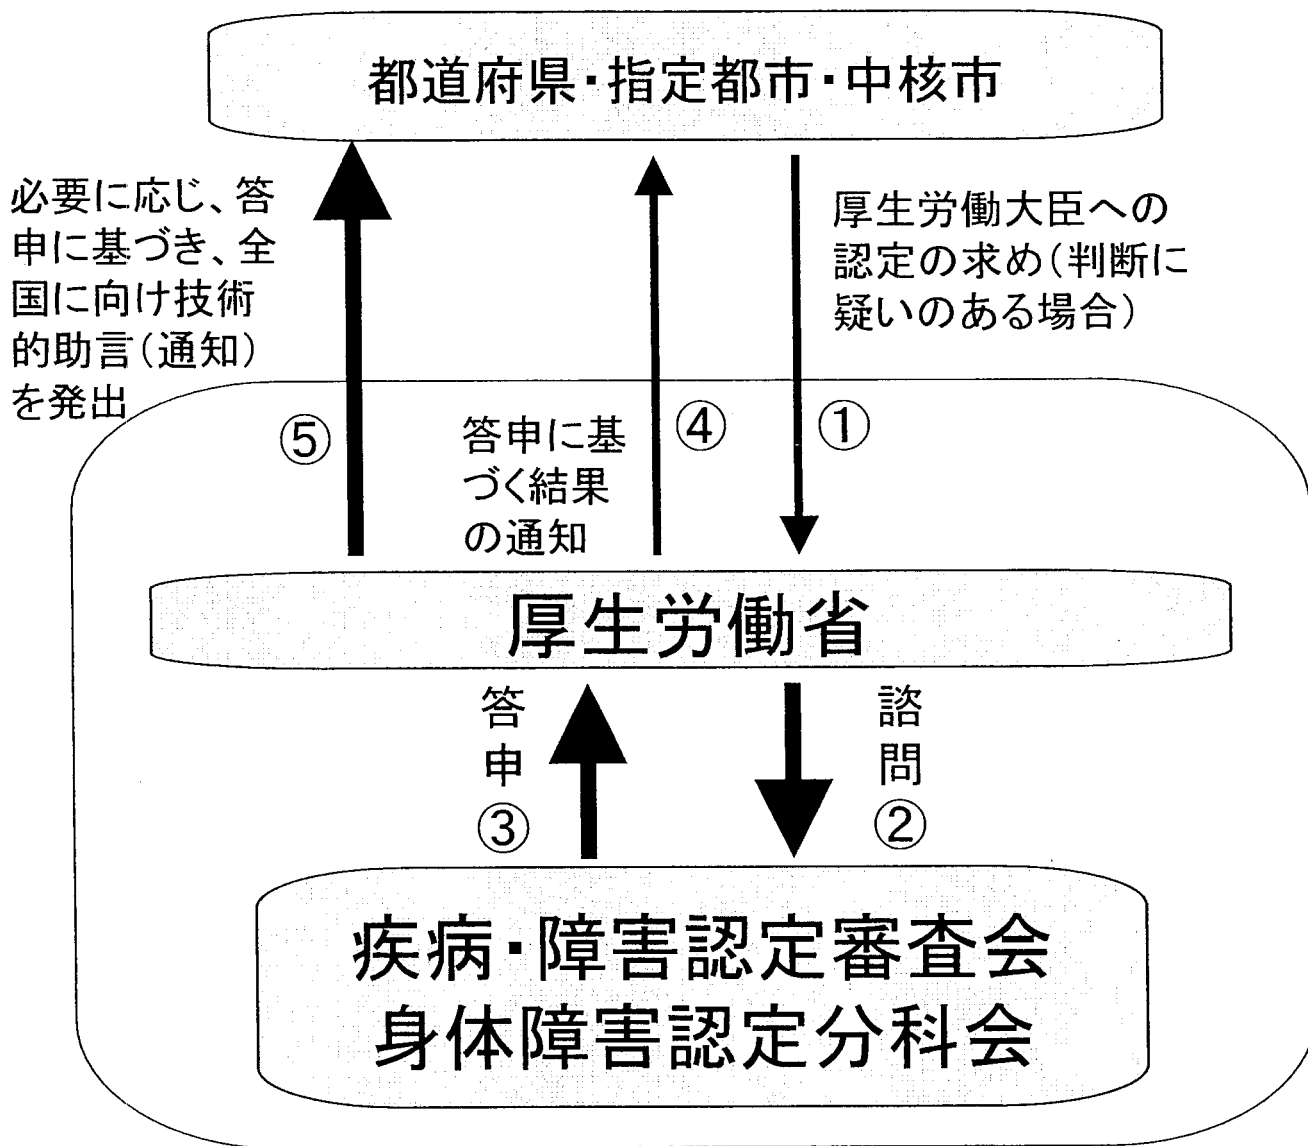 都道府県・指定都市・中核市
必要に応じ、答
申に基づき、全
国に向け技術
的助言(通知)
を発出
⑤
答申に基
づく結果
の通知
④
①
厚生労働大臣への
認定の求め(判断に
疑いのある場合)
厚生労働省
答申
③
諮問
②
疾病・障害認定審査会
身体障害認定分科会